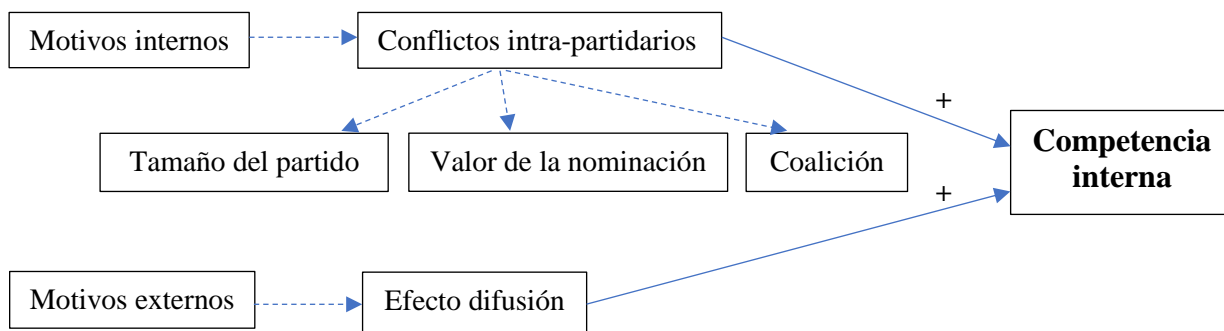 Motivos internos
Conflictos intra-partidarios
+
Tamaño del partido
Valor de la nominación
Coalición
Competencia
interna
+
Motivos externos
Efecto difusión